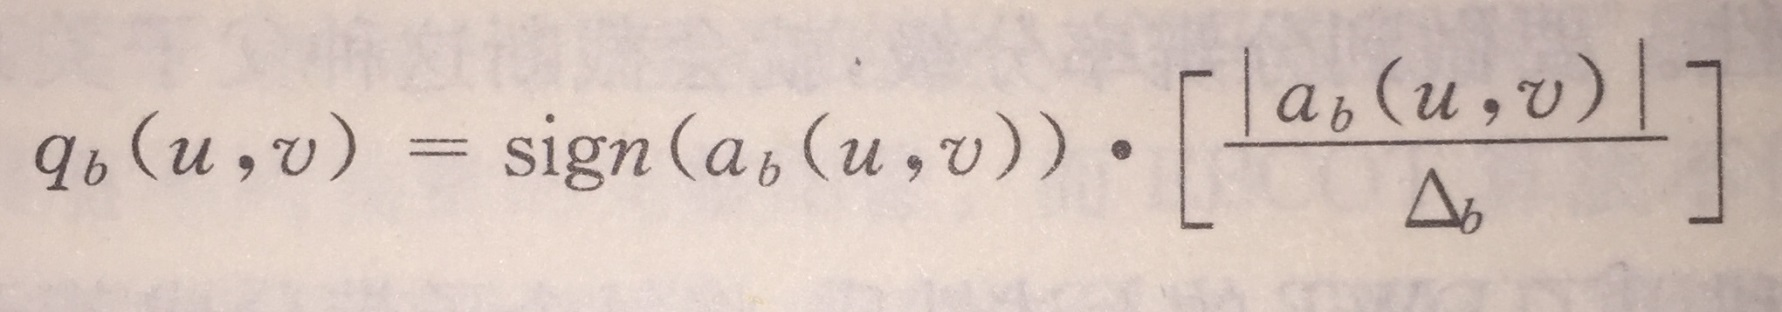 q_b(u,v) = sign(a_b(u,v)) • [ |a_b(u,v)| / Δ_b ]